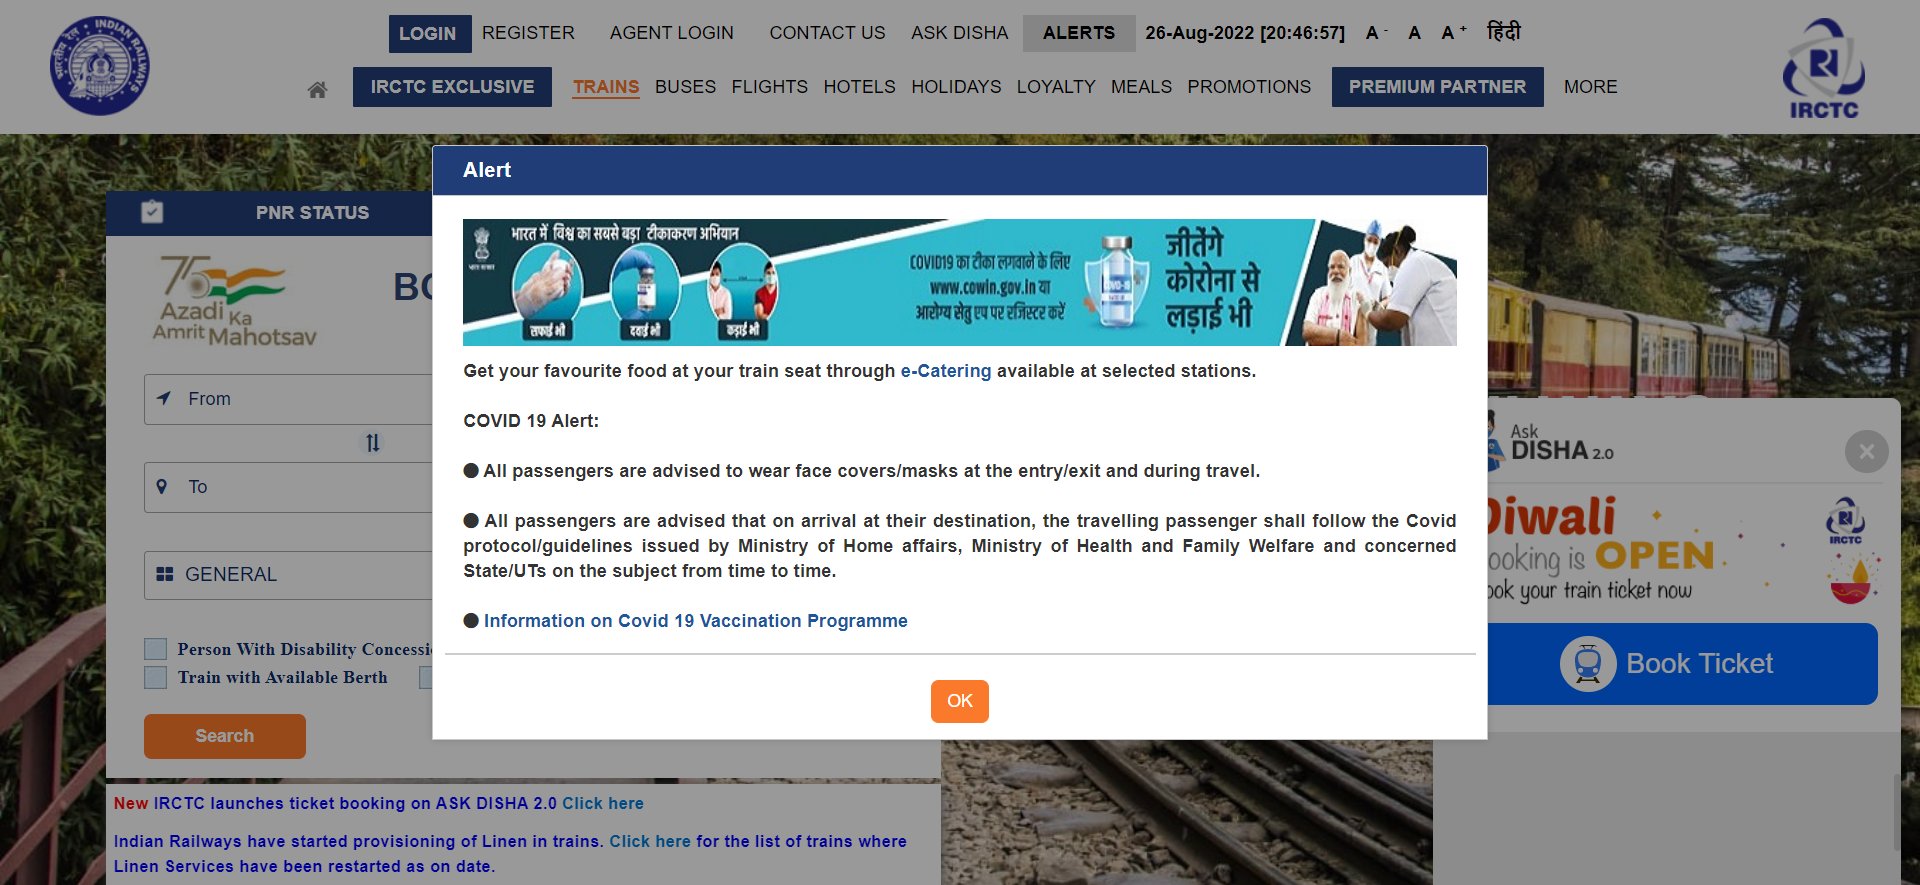 INDIAN RAILWAYS
भारतीय रेल
LOGIN REGISTER AGENT LOGIN CONTACT US ASK DISHA ALERTS 26-Aug-2022 [20:46:57] A - A A + हिंदी
IRCTC EXCLUSIVE TRAINS BUSES FLIGHTS HOTELS HOLIDAYS LOYALTY MEALS PROMOTIONS PREMIUM PARTNER MORE
IRCTC
Alert
PNR STATUS
भारत में विश्व का सबसे बड़ा टीकाकरण अभियान
सफाई भी
दवाई भी
कड़ाई भी
COVID19 का टीका लगवाने के लिए
www.cowin.gov.in या
आरोग्य सेतु एप पर रजिस्टर करें
जीतेंगे
कोरोना से
लड़ाई भी
75
Azadi Ka
Amrit Mahotsav
Get your favourite food at your train seat through e-Catering available at selected stations.
COVID 19 Alert:
● All passengers are advised to wear face covers/masks at the entry/exit and during travel.
● All passengers are advised that on arrival at their destination, the travelling passenger shall follow the Covid
protocol/guidelines issued by Ministry of Home affairs, Ministry of Health and Family Welfare and concerned
State/UTs on the subject from time to time.
● Information on Covid 19 Vaccination Programme
OK
From
To
GENERAL
Person With Disability Concessi
Train with Available Berth
Search
Ask
DISHA 2.0
Diwali
ooking is OPEN
ook your train ticket now
IRCTC
Book Ticket
New IRCTC launches ticket booking on ASK DISHA 2.0 Click here
Indian Railways have started provisioning of Linen in trains. Click here for the list of trains where
Linen Services have been restarted as on date.